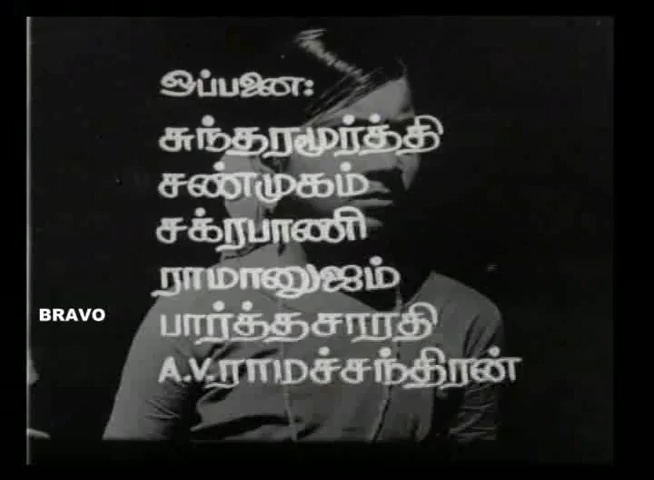 ஒப்பனை:
சுந்தரமூர்த்தி
சண்முகம்
சக்ரபாணி
ராமானுஜம்
BRAVO
பார்த்தசாரதி
A.V.ராமச்சந்திரன்